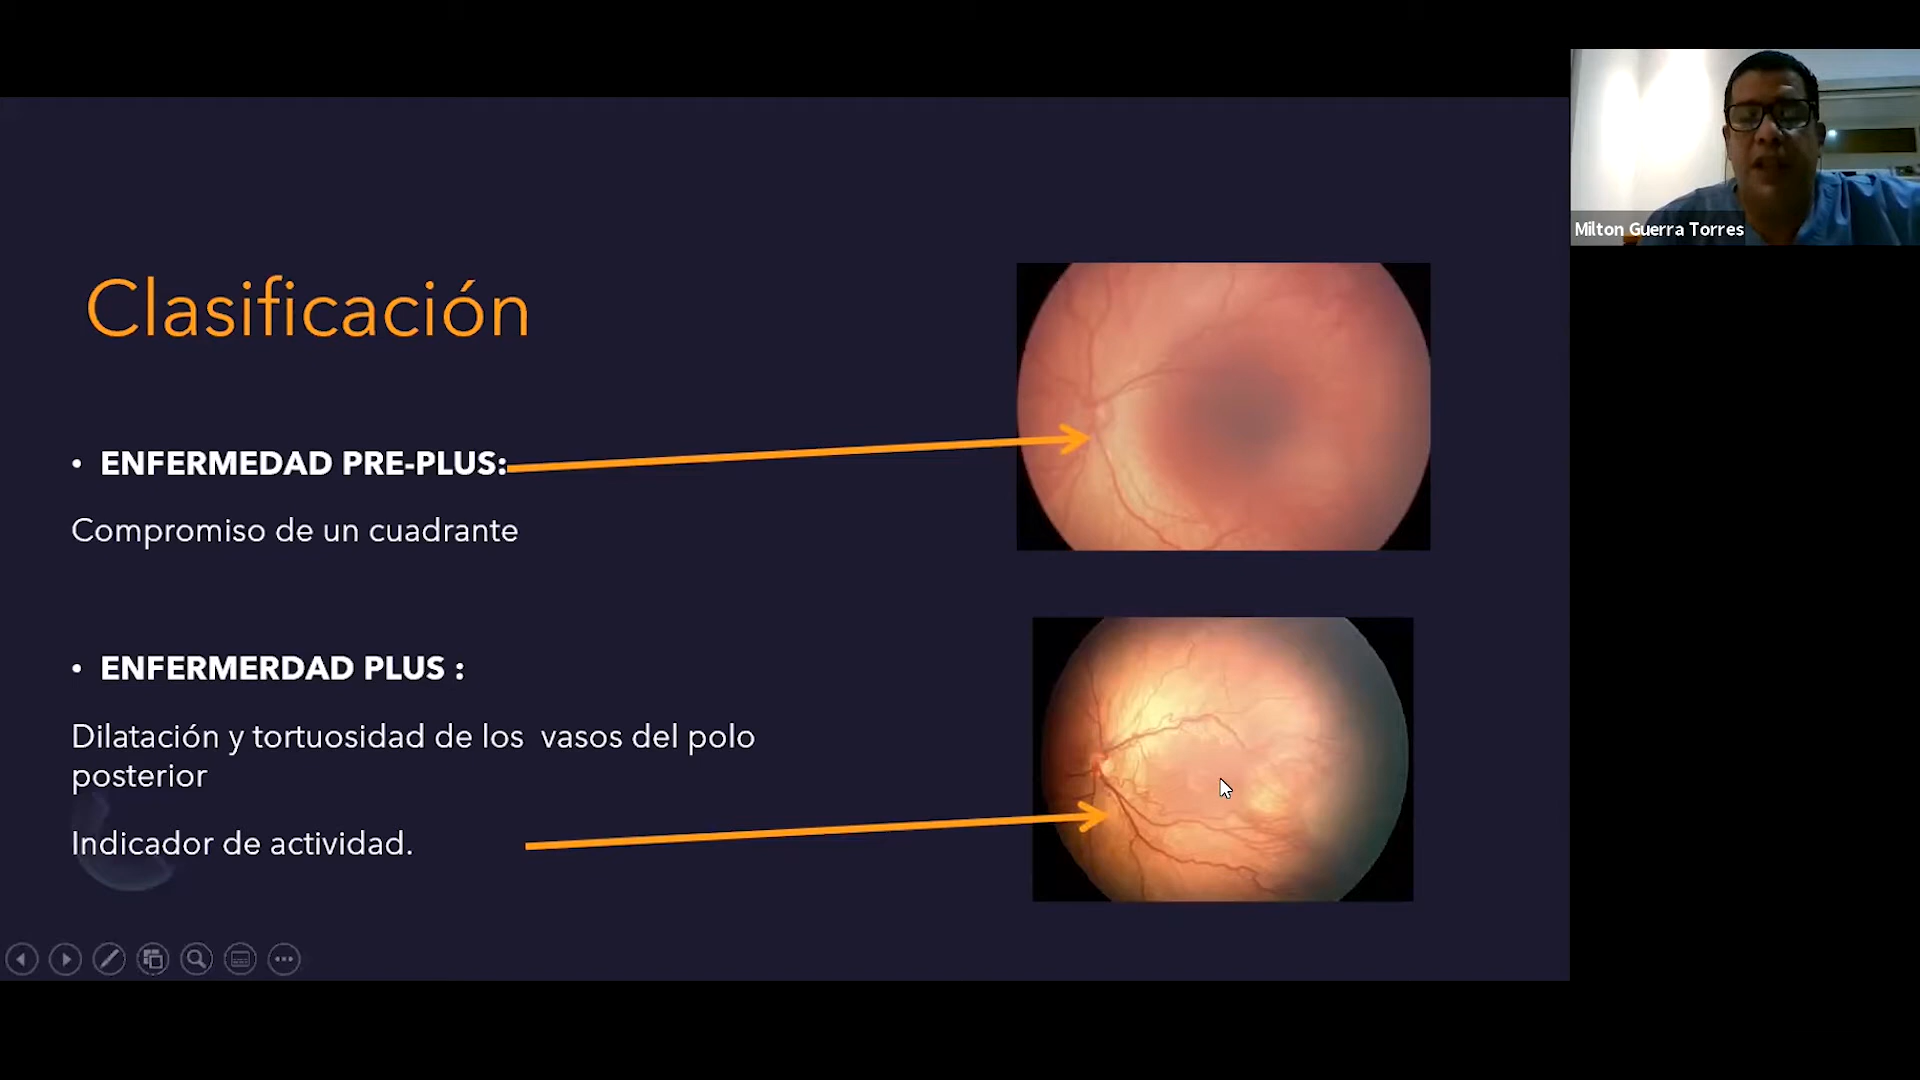 Milton Guerra Torres
Clasificación
• ENFERMEDAD PRE-PLUS:
Compromiso de un cuadrante
• ENFERMERDAD PLUS :
Dilatación y tortuosidad de los vasos del polo
posterior
Indicador de actividad.